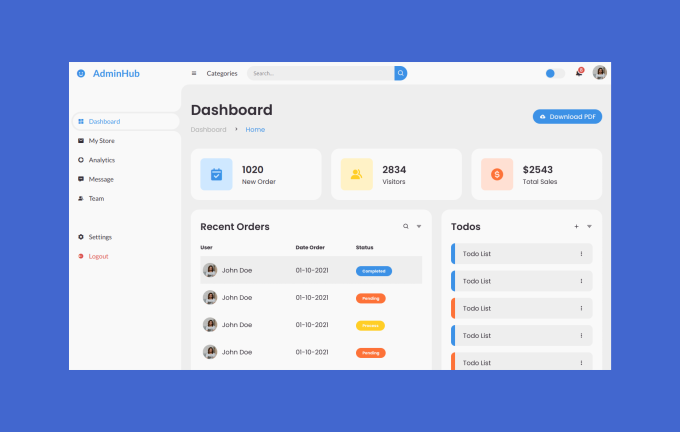 AdminHub
Categories
Search...
8
Dashboard
My Store
Analytics
Message
Team
Settings
Logout
Dashboard
Dashboard > Home
Download PDF
1020
New Order
2834
Visitors
$2543
Total Sales
Recent Orders
User Date Order Status
John Doe 01-10-2021 Completed
John Doe 01-10-2021 Pending
John Doe 01-10-2021 Process
John Doe 01-10-2021 Pending
Todos
Todo List
Todo List
Todo List
Todo List
Todo List